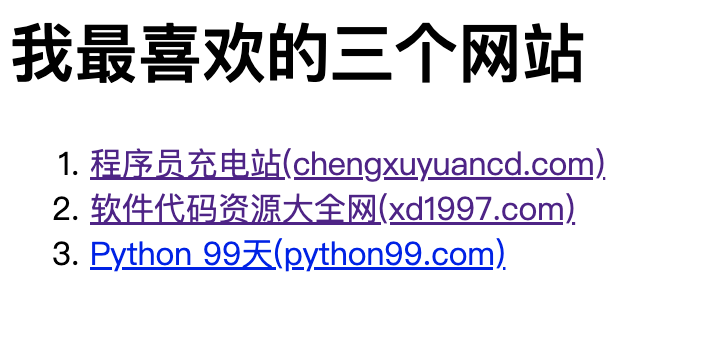 我最喜欢的三个网站
1. 程序员充电站(chengxuyuancd.com)
2. 软件代码资源大全网(xd1997.com)
3. Python 99天(python99.com)